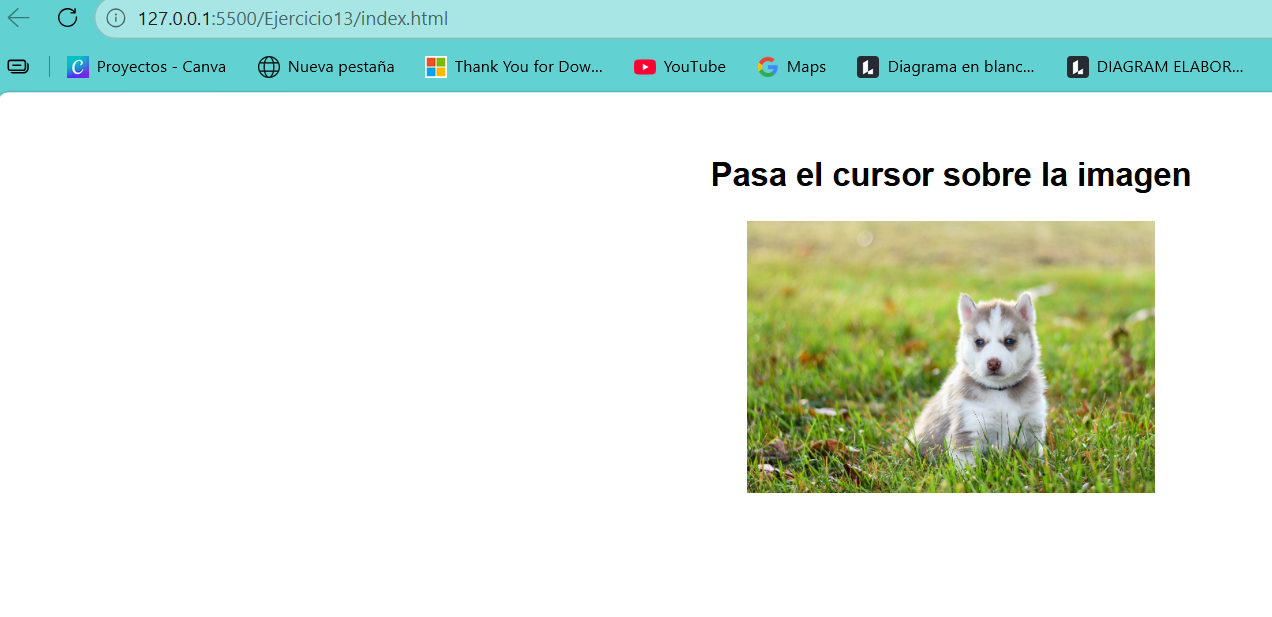 127.0.0.1:5500/Ejercicio13/index.html
Proyectos - Canva Nueva pestaña Thank You for Dow... YouTube Maps Diagrama en blanc... DIAGRAM ELABOR...
Pasa el cursor sobre la imagen